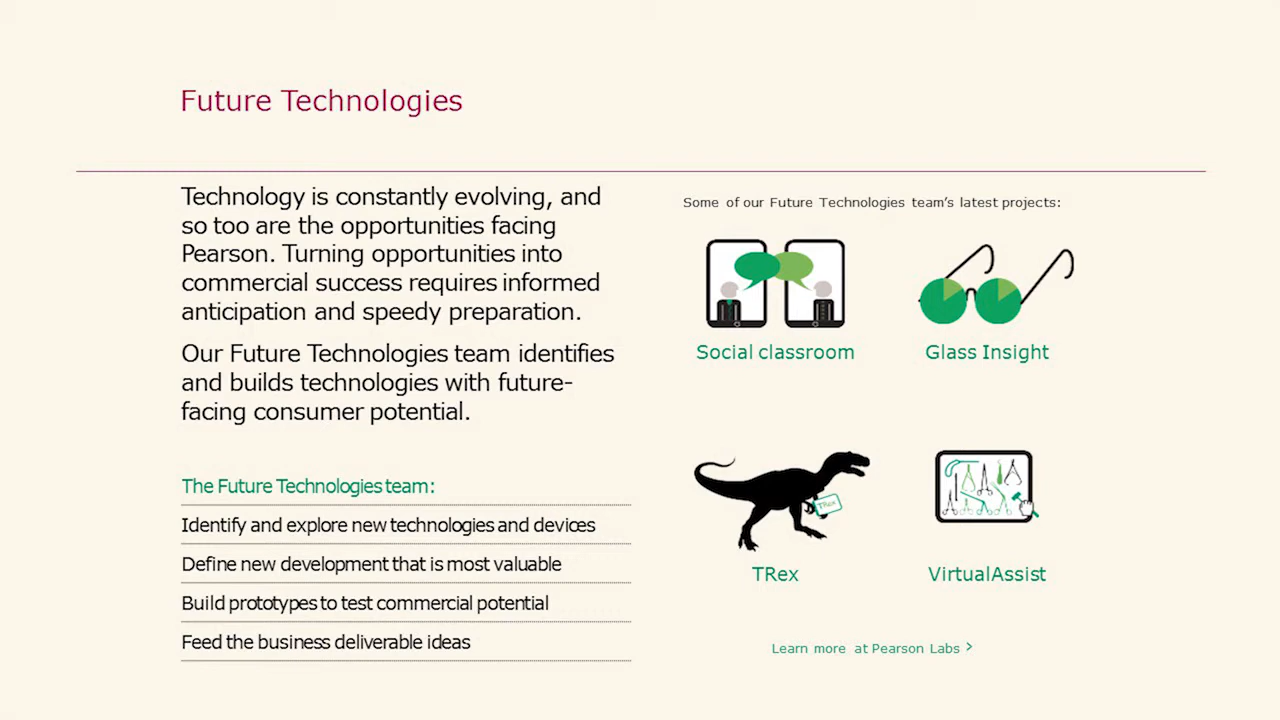 Future Technologies
Technology is constantly evolving, and
so too are the opportunities facing
Pearson. Turning opportunities into
commercial success requires informed
anticipation and speedy preparation.
Our Future Technologies team identifies
and builds technologies with future-
facing consumer potential.
The Future Technologies team:
Identify and explore new technologies and devices
Define new development that is most valuable
Build prototypes to test commercial potential
Feed the business deliverable ideas
Some of our Future Technologies team's latest projects:
Social classroom
Glass Insight
TRex
TRex
VirtualAssist
Learn more at Pearson Labs >